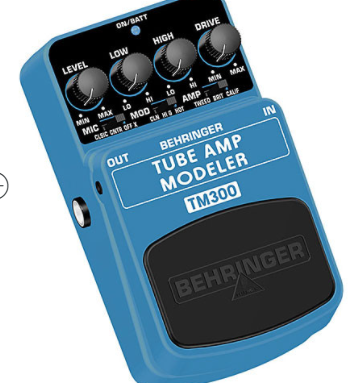 ON/BATT
LEVEL LOW HIGH DRIVE
MIN MAX LO HI LO HI MIN MAX
MIC MOD AMP
CLSC CNTR OFF X CLN HI G HOT TWEED BRIT CALIF
OUT IN
BEHRINGER
TUBE AMP
MODELER
TM300
BEHRINGER